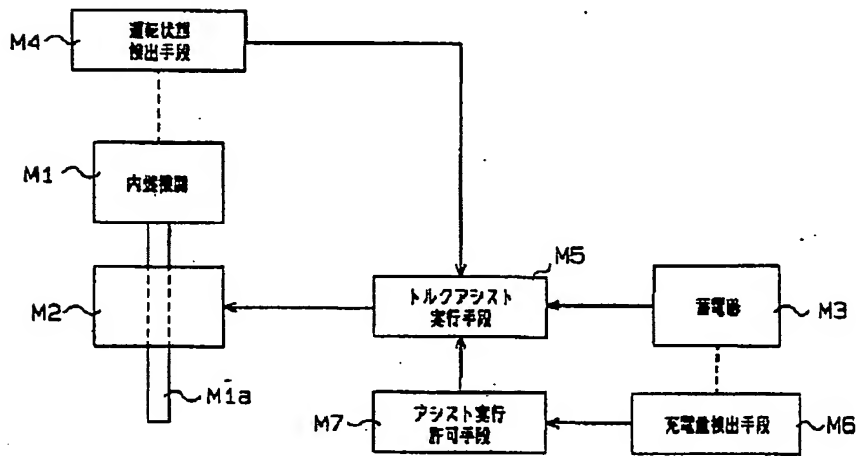 M4
運転状態
検出手段
M1
内燃機関
M2
M1a
M5
トルクアシスト
実行手段
蓄電器
M3
M7
アシスト実行
許可手段
充電量検出手段
M6